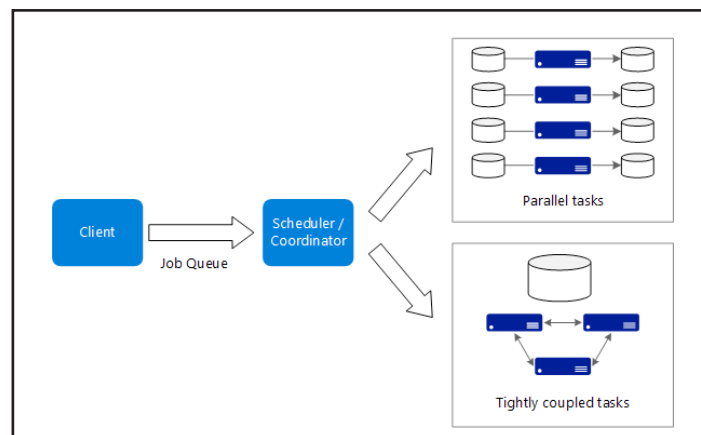 Client
Job Queue
Scheduler /
Coordinator
Parallel tasks
Tightly coupled tasks